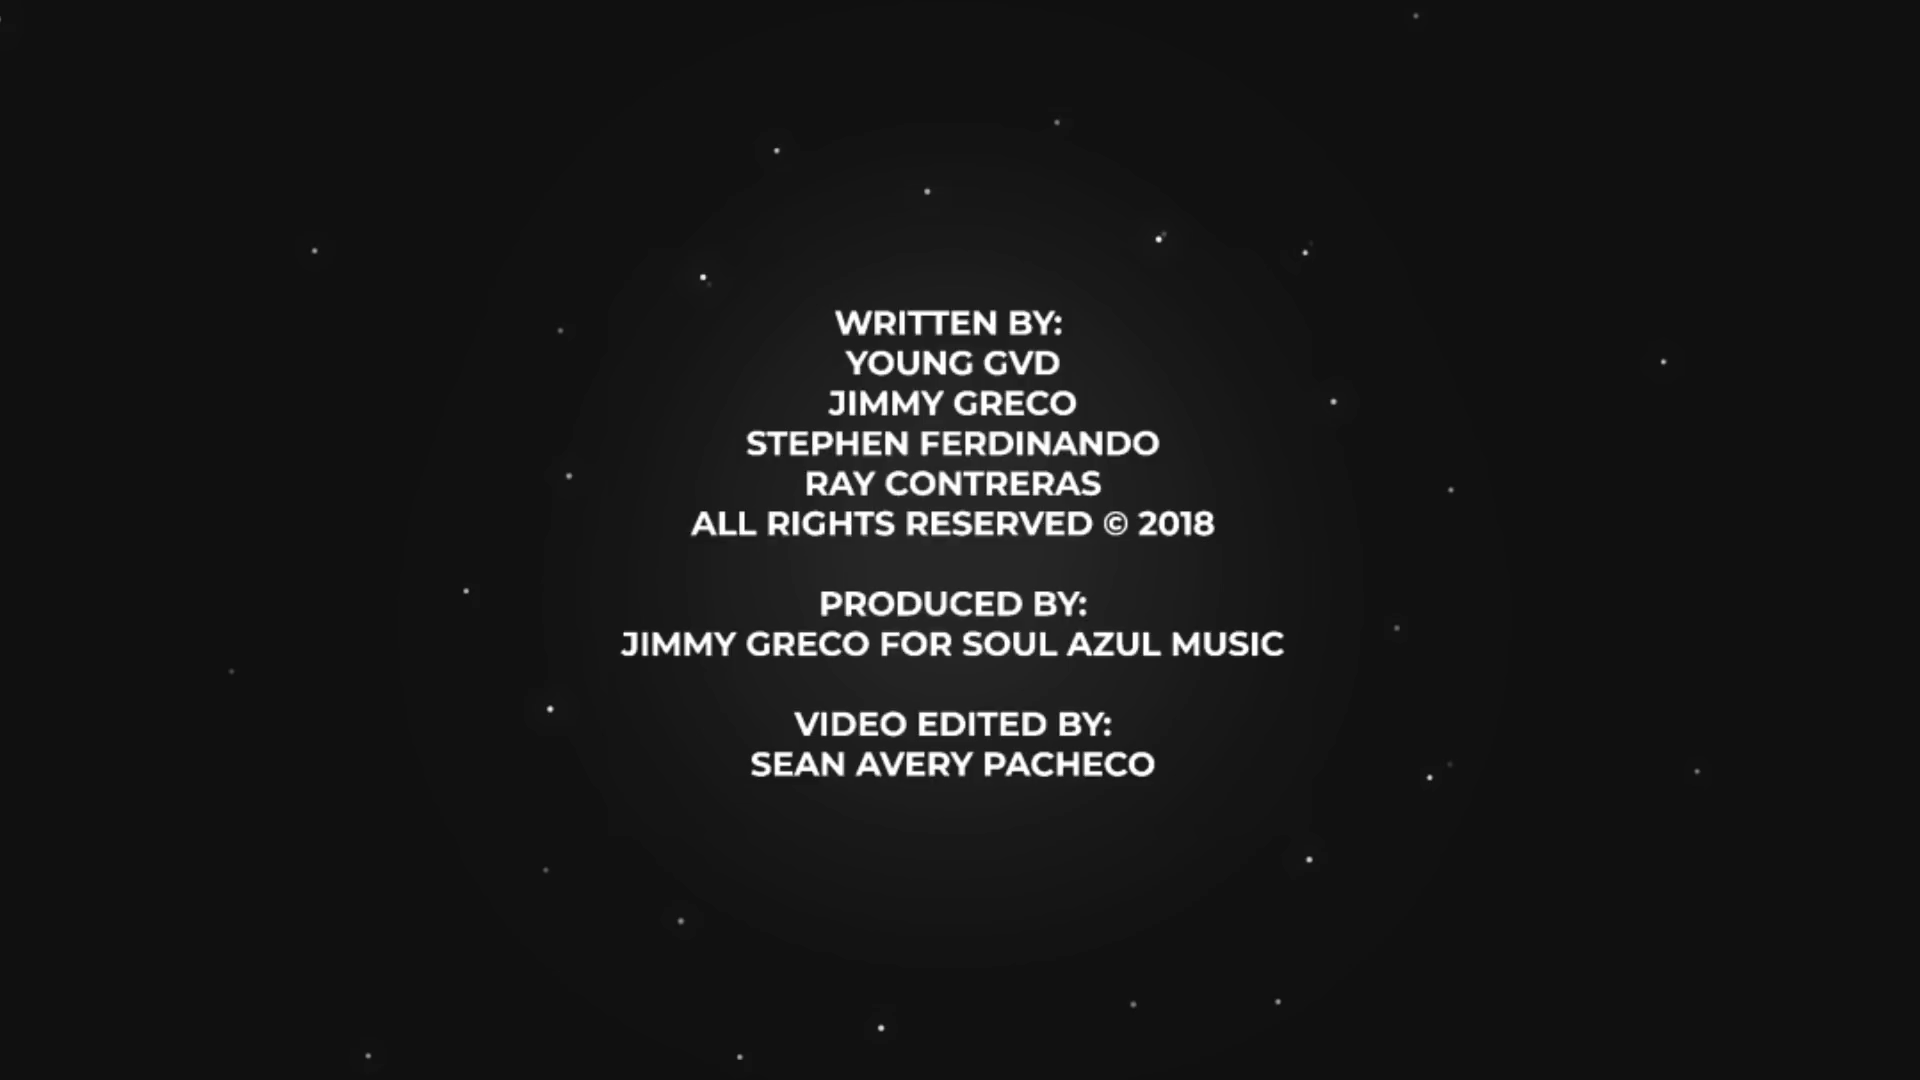 WRITTEN BY:
YOUNG GVD
JIMMY GRECO
STEPHEN FERDINANDO
RAY CONTRERAS
ALL RIGHTS RESERVED © 2018
PRODUCED BY:
JIMMY GRECO FOR SOUL AZUL MUSIC
VIDEO EDITED BY:
SEAN AVERY PACHECO